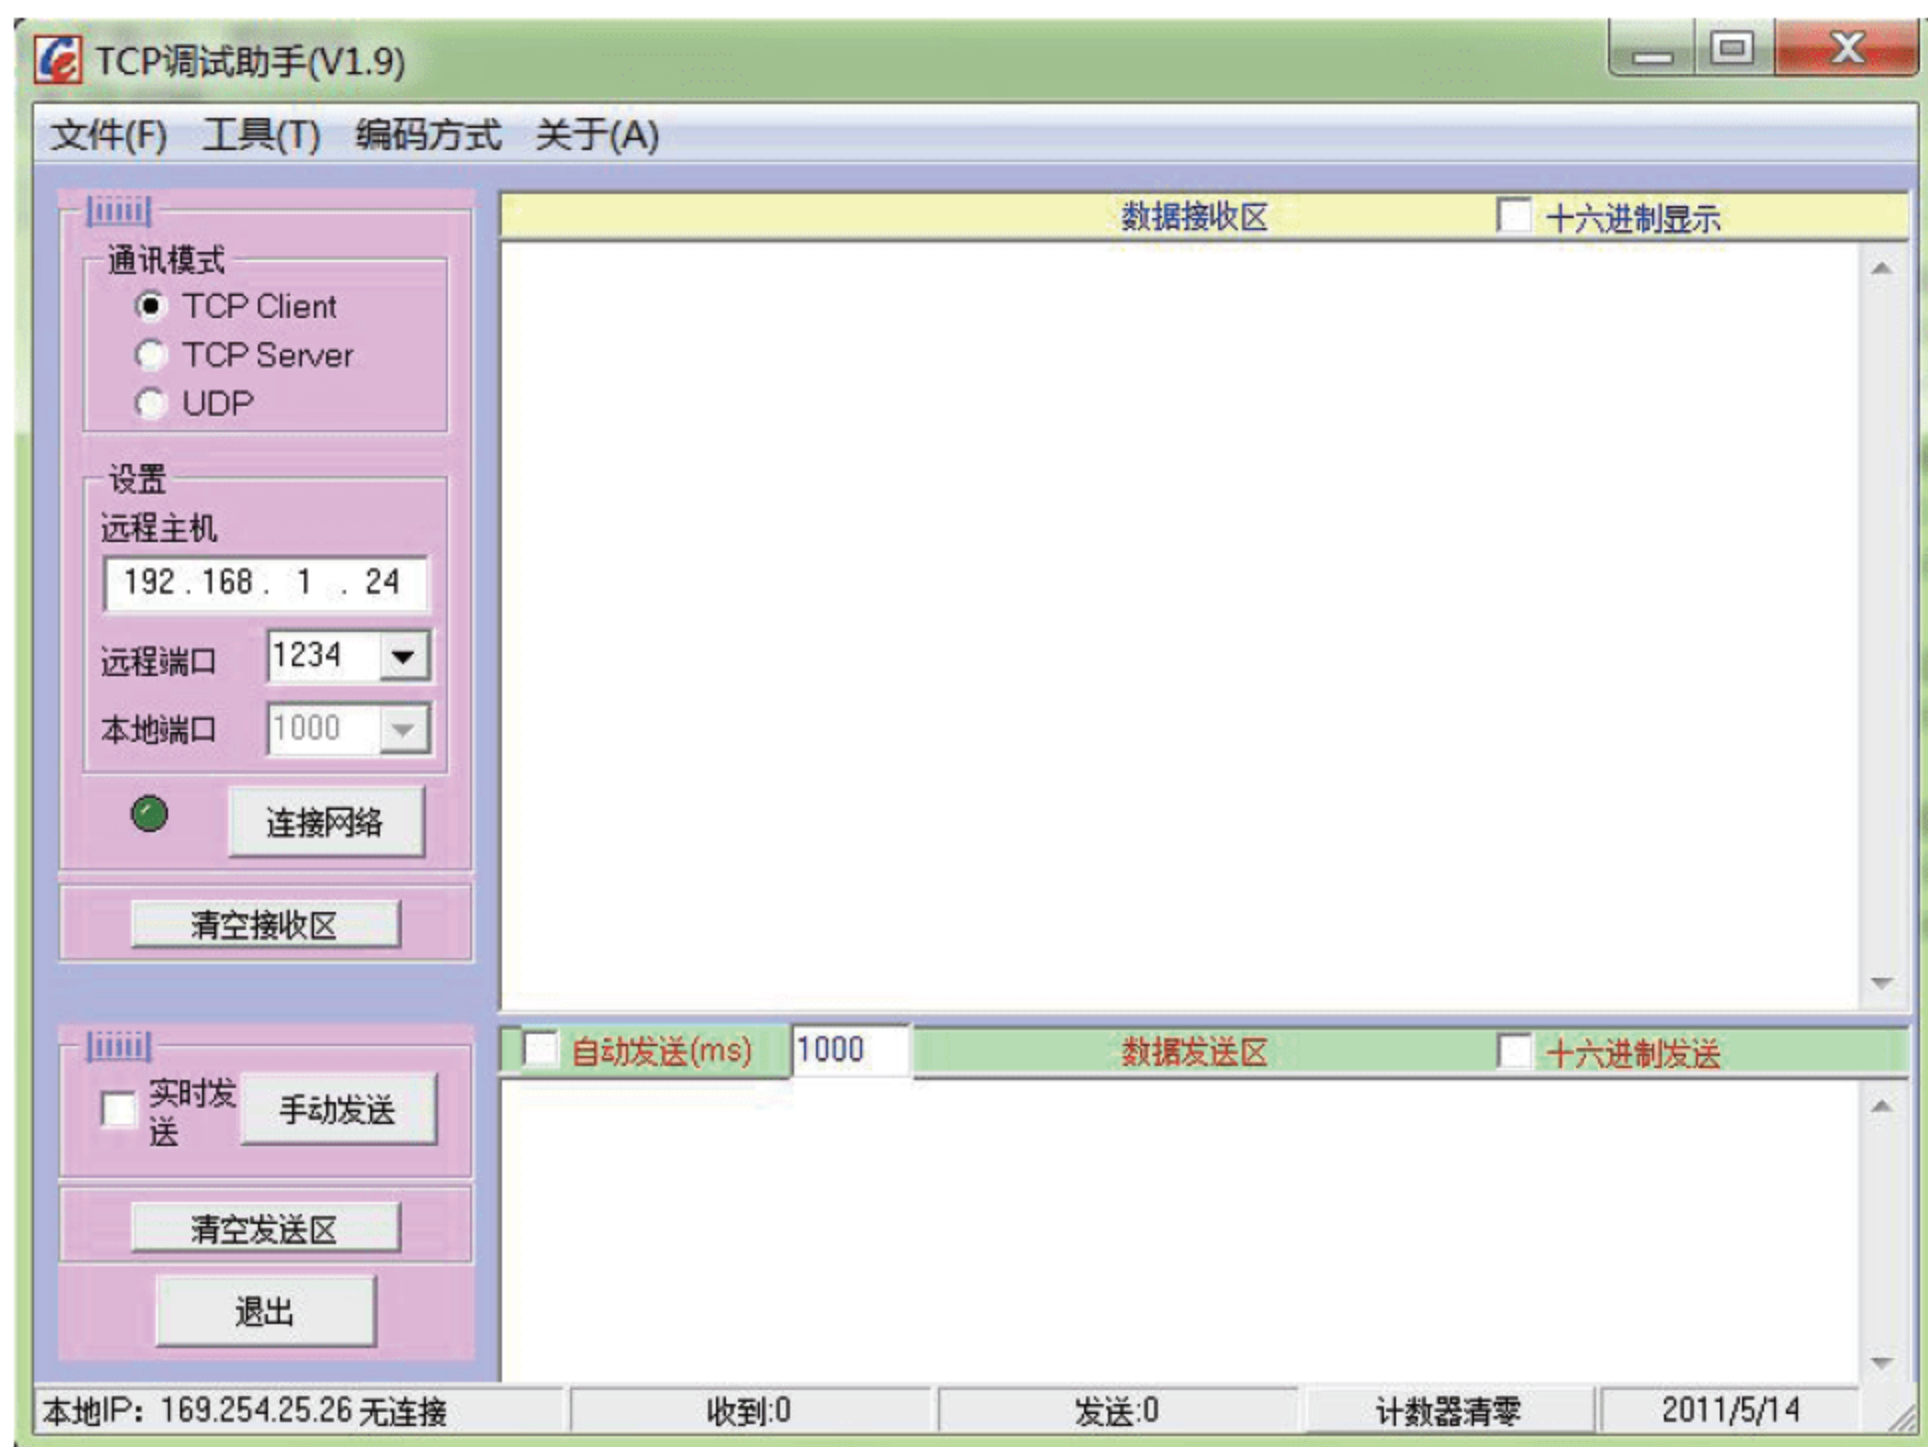 TCP调试助手(V1.9)
文件(F) 工具(T) 编码方式 关于(A)
通讯模式
TCP Client
TCP Server
UDP
设置
远程主机
192 . 168 . 1 . 24
远程端口 1234
本地端口 1000
连接网络
清空接收区
数据接收区 十六进制显示
自动发送(ms) 1000 数据发送区 十六进制发送
实时发
送
手动发送
清空发送区
退出
本地IP: 169.254.25.26 无连接 收到:0 发送:0 计数器清零 2011/5/14